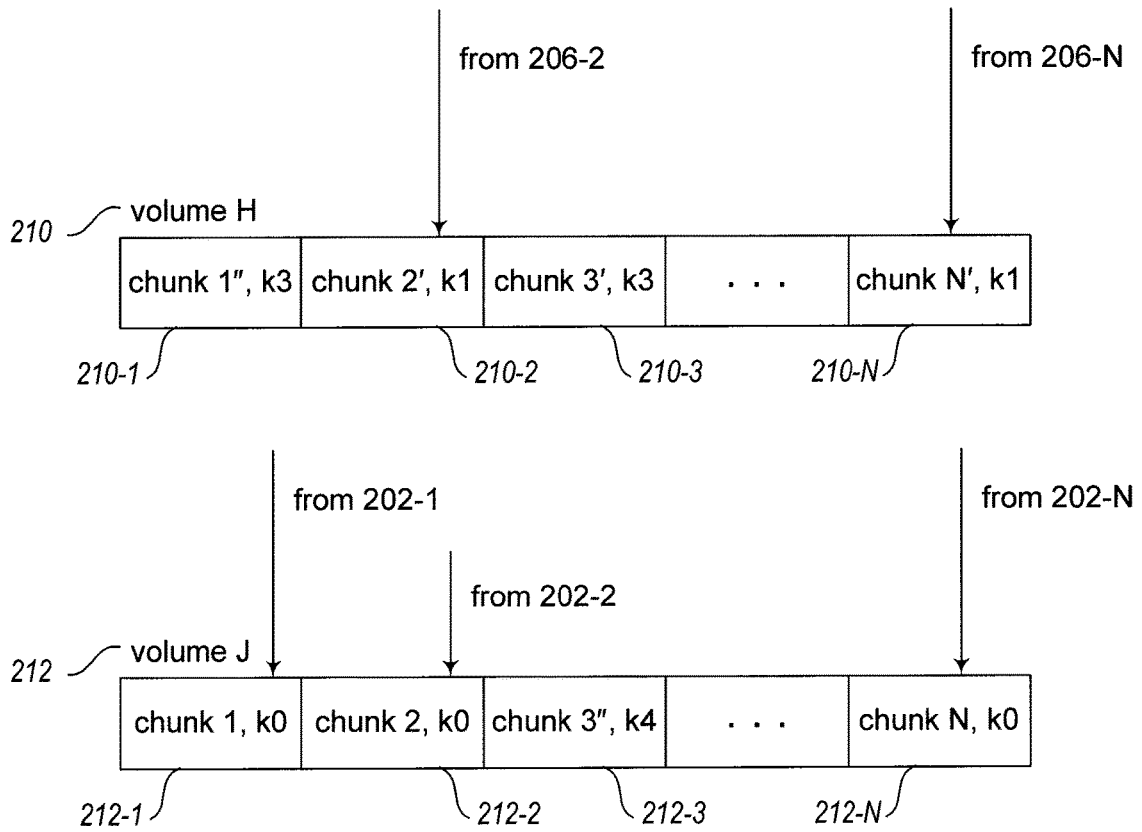 from 206-2
from 206-N
210
volume H
chunk 1″, k3
chunk 2′, k1
chunk 3′, k3
. . .
chunk N′, k1
210-1
210-2
210-3
210-N
from 202-1
from 202-N
from 202-2
212
volume J
chunk 1, k0
chunk 2, k0
chunk 3″, k4
. . .
chunk N, k0
212-1
212-2
212-3
212-N